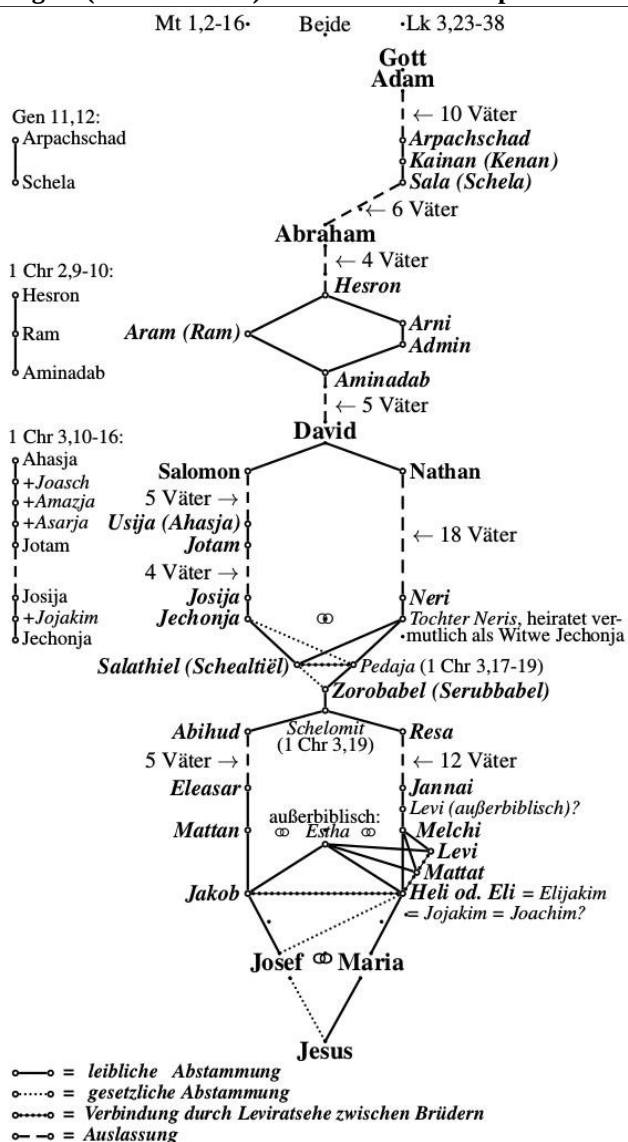 Mt 1,2-16 Beide Lk 3,23-38
Gott
Adam
Gen 11,12: ← 10 Väter
Arpachschad Arpachschad
Kainan (Kenan)
Schela Sala (Schela)
← 6 Väter
Abraham
← 4 Väter
1 Chr 2,9-10:
Hesron Hesron
Arni
Ram Aram (Ram)
Admin
Aminadab Aminadab
← 5 Väter
David
1 Chr 3,10-16:
Ahasja
Salomon Nathan
+Joasch
+Amazja 5 Väter →
+Asarja Usija (Ahasja)
← 18 Väter
Jotam Jotam
4 Väter →
Josija Josija Neri
+Jojakim Jechonja ⚭ Tochter Neris, heiratet ver-
Jechonja mutlich als Witwe Jechonja
Salathiel (Schealtiël) Pedaja (1 Chr 3,17-19)
Zorobabel (Serubbabel)
Abihud Schelomit Resa
(1 Chr 3,19)
5 Väter → ← 12 Väter
Eleasar Jannai
Levi (außerbiblisch)?
außerbiblisch:
Mattan ⚭ Estha ⚭ Melchi
Levi
Mattat
Jakob Heli od. Eli = Elijakim
= Jojakim = Joachim?
Josef ⚭ Maria
Jesus
= leibliche Abstammung
= gesetzliche Abstammung
= Verbindung durch Leviratsehe zwischen Brüdern
= Auslassung